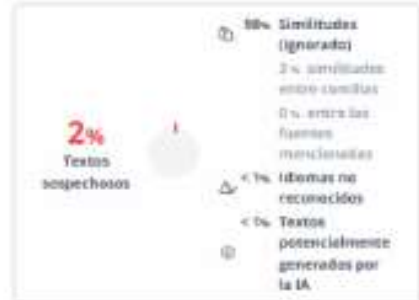 2%
Textos
sospechosos
Similitudes
(ignorado)
2 % similitudes
entre comillas
0 % entre las
fuentes
mencionadas
< 1% Idiomas no
reconocidos
< 1% Textos
potencialmente
generados por
la IA